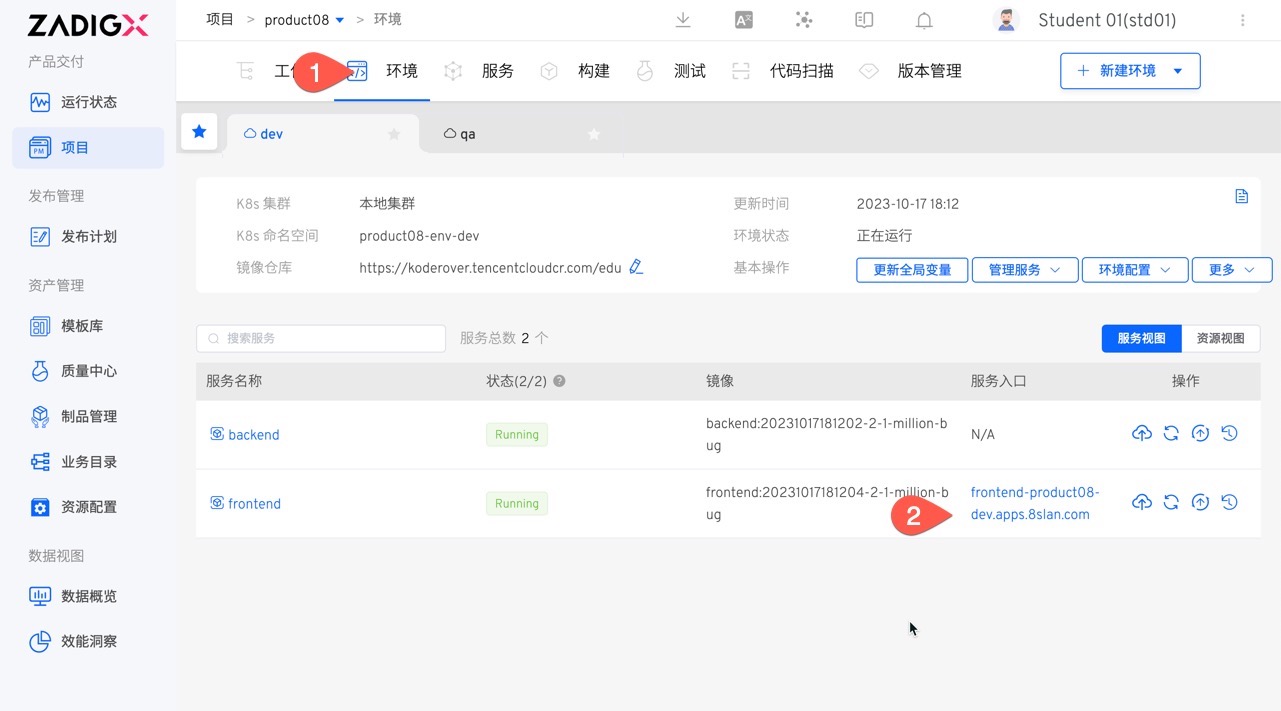 ZADIGX
项目 > product08 > 环境
Student 01(std01)
产品交付
运行状态
项目
发布管理
发布计划
资产管理
模板库
质量中心
制品管理
业务目录
资源配置
数据视图
数据概览
效能洞察
工
1
环境
服务
构建
测试
代码扫描
版本管理
新建环境
dev
qa
K8s 集群 本地集群
更新时间 2023-10-17 18:12
K8s 命名空间 product08-env-dev
环境状态 正在运行
镜像仓库 https://koderover.tencentcloudcr.com/edu
基本操作 更新全局变量 管理服务 环境配置 更多
搜索服务
服务总数 2 个
服务视图 资源视图
服务名称 状态(2/2) ? 镜像 服务入口 操作
backend Running backend:20231017181202-2-1-million-b
ug
N/A
frontend Running frontend:20231017181204-2-1-million-b
ug
2
frontend-product08-
dev.apps.8slan.com